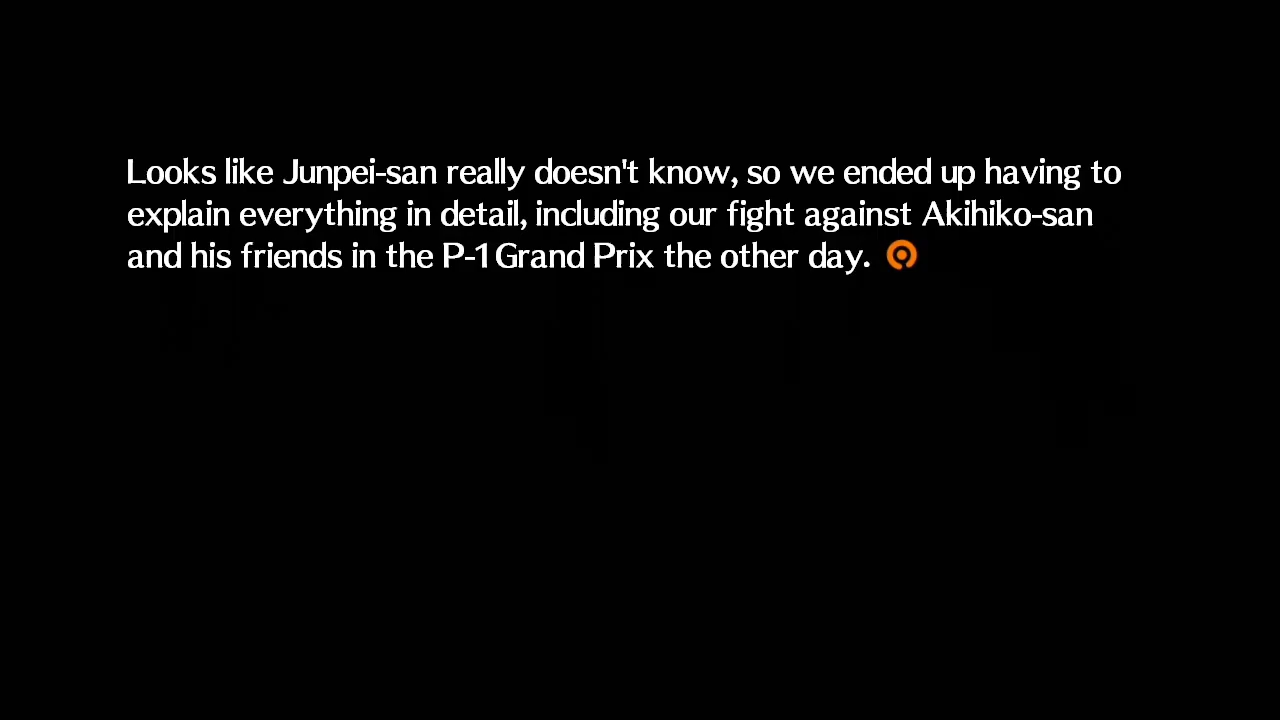 Looks like Junpei-san really doesn't know, so we ended up having to
explain everything in detail, including our fight against Akihiko-san
and his friends in the P-1 Grand Prix the other day.